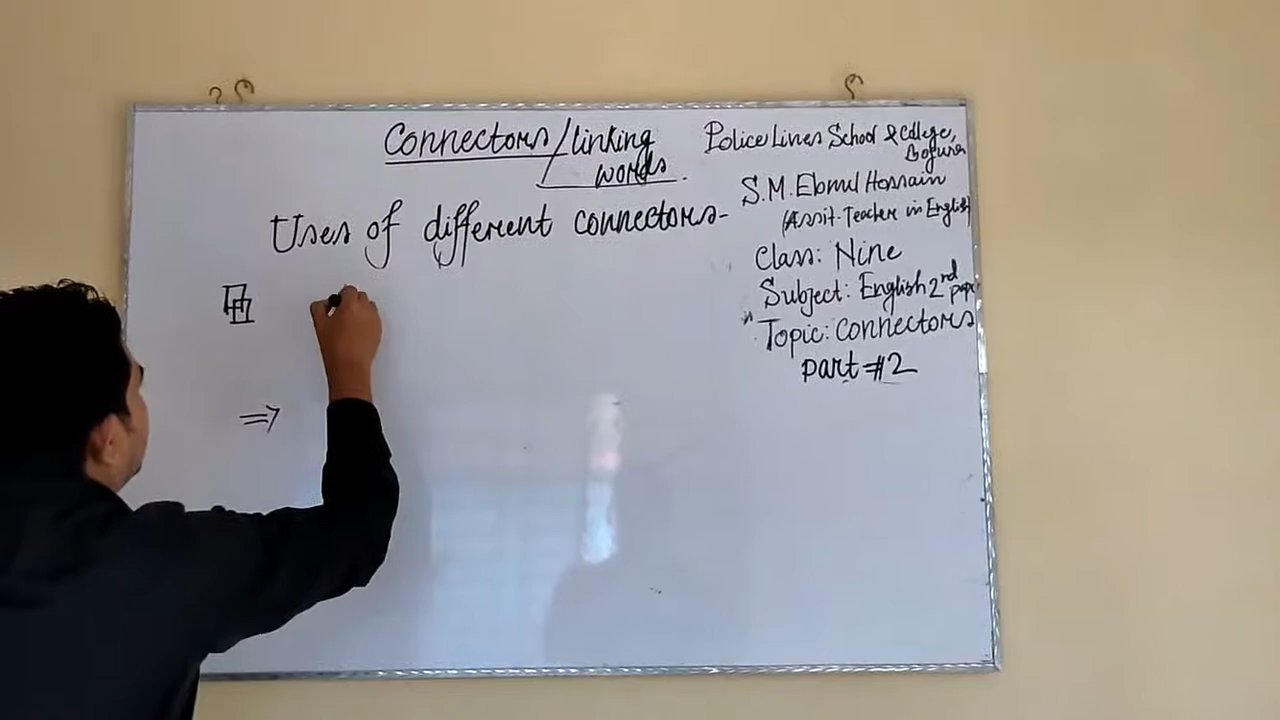 Connectors/linking
words.
Uses of different connectors-
⇒
Police Lines School & College,
Bogura
S.M. Ebnul Hossain
(Assit. Teacher in English)
Class: Nine
Subject: English 2nd paper
Topic: Connectors
part #2